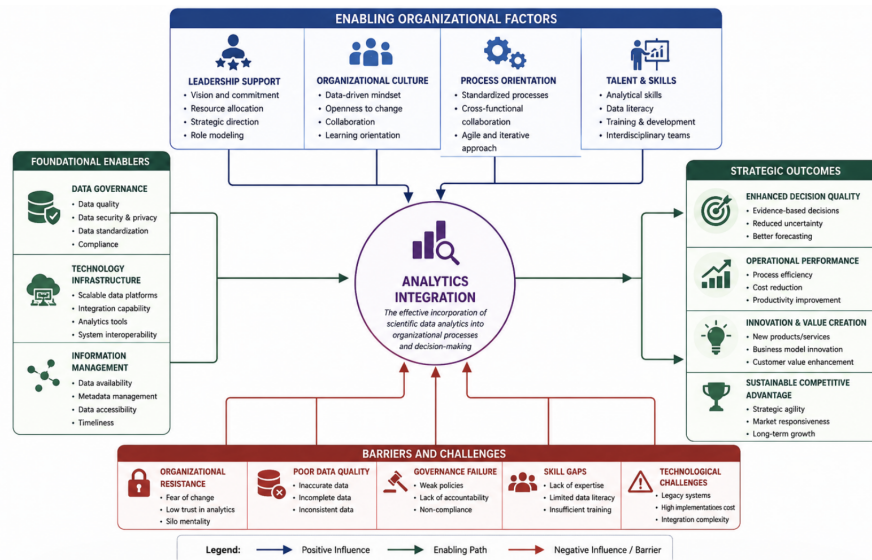 ENABLING ORGANIZATIONAL FACTORS
LEADERSHIP SUPPORT
• Vision and commitment
• Resource allocation
• Strategic direction
• Role modeling
ORGANIZATIONAL CULTURE
• Data-driven mindset
• Openness to change
• Collaboration
• Learning orientation
PROCESS ORIENTATION
• Standardized processes
• Cross-functional
collaboration
• Agile and iterative
approach
TALENT & SKILLS
• Analytical skills
• Data literacy
• Training & development
• Interdisciplinary teams
FOUNDATIONAL ENABLERS
DATA GOVERNANCE
• Data quality
• Data security & privacy
• Data standardization
• Compliance
TECHNOLOGY
INFRASTRUCTURE
• Scalable data platforms
• Integration capability
• Analytics tools
• System interoperability
INFORMATION
MANAGEMENT
• Data availability
• Metadata management
• Data accessibility
• Timeliness
ANALYTICS
INTEGRATION
The effective incorporation of
scientific data analytics into
organizational processes
and decision-making
STRATEGIC OUTCOMES
ENHANCED DECISION QUALITY
• Evidence-based decisions
• Reduced uncertainty
• Better forecasting
OPERATIONAL PERFORMANCE
• Process efficiency
• Cost reduction
• Productivity improvement
INNOVATION & VALUE CREATION
• New products/services
• Business model innovation
• Customer value enhancement
SUSTAINABLE COMPETITIVE
ADVANTAGE
• Strategic agility
• Market responsiveness
• Long-term growth
BARRIERS AND CHALLENGES
ORGANIZATIONAL
RESISTANCE
• Fear of change
• Low trust in analytics
• Silo mentality
POOR DATA QUALITY
• Inaccurate data
• Incomplete data
• Inconsistent data
GOVERNANCE FAILURE
• Weak policies
• Lack of accountability
• Non-compliance
SKILL GAPS
• Lack of expertise
• Limited data literacy
• Insufficient training
TECHNOLOGICAL
CHALLENGES
• Legacy systems
• High implementations cost
• Integration complexity
Legend: Positive Influence Enabling Path Negative Influence / Barrier